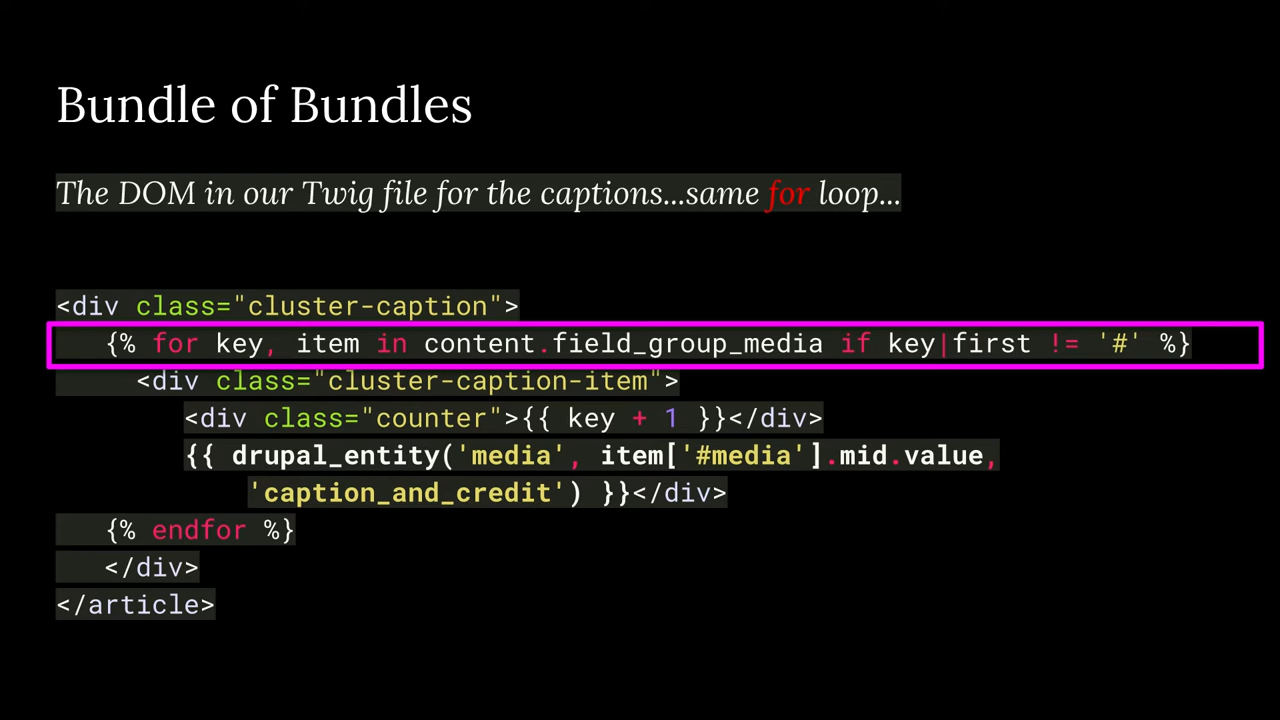 Bundle of Bundles
The DOM in our Twig file for the captions...same for loop...
<div class="cluster-caption">
{% for key, item in content.field_group_media if key|first != '#' %}
<div class="cluster-caption-item">
<div class="counter">{{ key + 1 }}</div>
{{ drupal_entity('media', item['#media'].mid.value,
'caption_and_credit') }}</div>
{% endfor %}
</div>
</article>